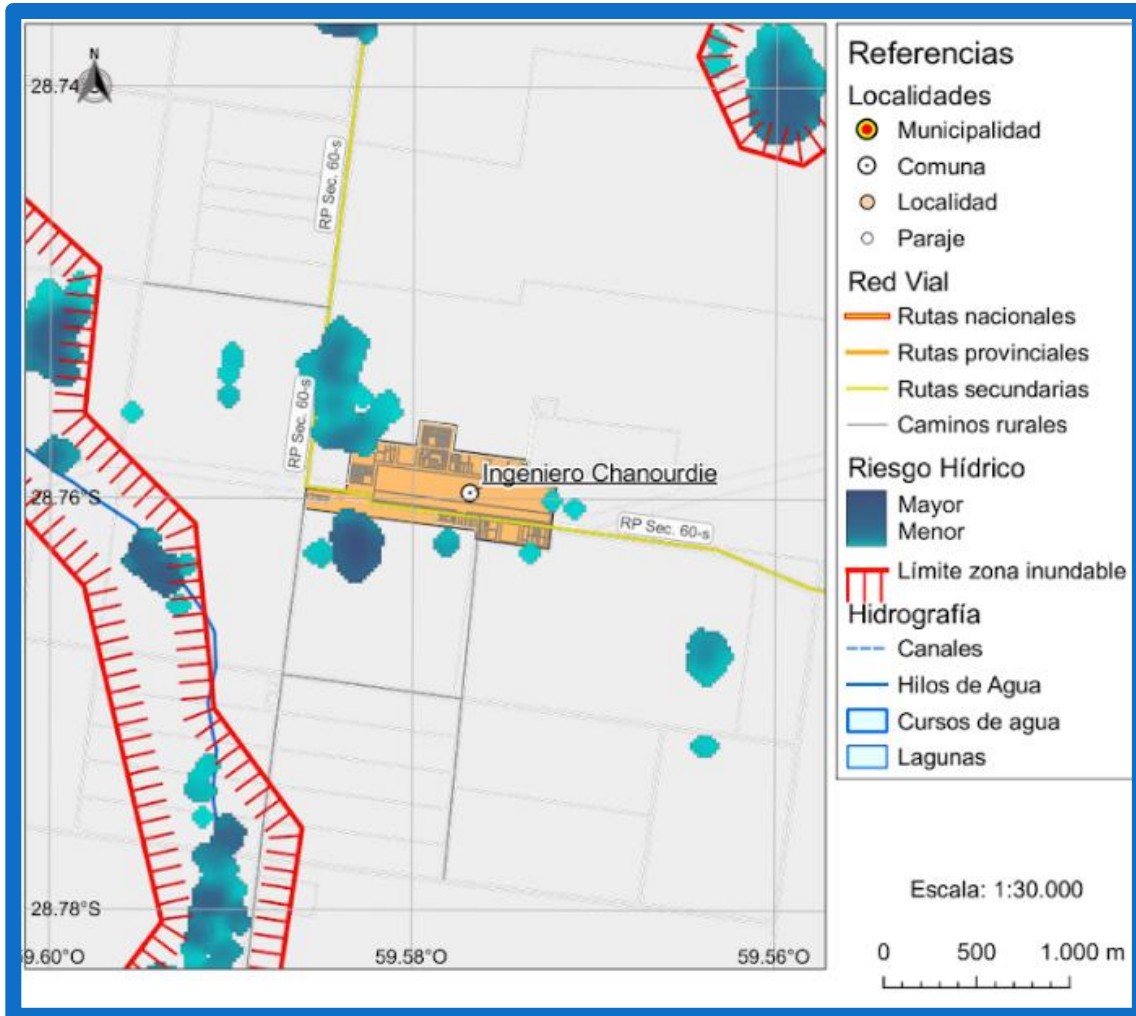 N
28.74
RP Sec. 60-s
RP Sec. 60-s
Ingeniero Chanourdie
28.76°S
RP Sec. 60-s
28.78°S
9.60°O
59.58°O
59.56°O
Referencias
Localidades
Municipalidad
Comuna
Localidad
Paraje
Red Vial
Rutas nacionales
Rutas provinciales
Rutas secundarias
Caminos rurales
Riesgo Hídrico
Mayor
Menor
Límite zona inundable
Hidrografía
Canales
Hilos de Agua
Cursos de agua
Lagunas
Escala: 1:30.000
0 500 1.000 m